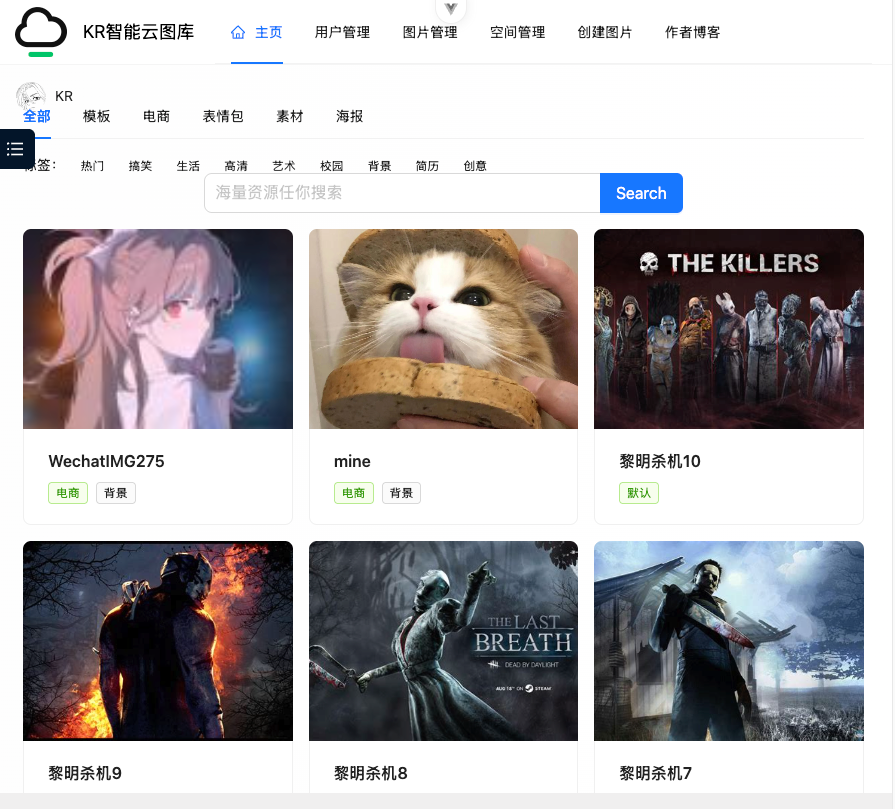 KR智能云图库 主页 用户管理 图片管理 空间管理 创建图片 作者博客
KR
全部 模板 电商 表情包 素材 海报
标签： 热门 搞笑 生活 高清 艺术 校园 背景 简历 创意
海量资源任你搜索 Search
THE KILLERS
WechatIMG275 mine 黎明杀机10
电商 背景 电商 背景 默认
THE LAST
BREATH
DEAD BY DAYLIGHT
AUG 18TH ON STEAM
黎明杀机9 黎明杀机8 黎明杀机7